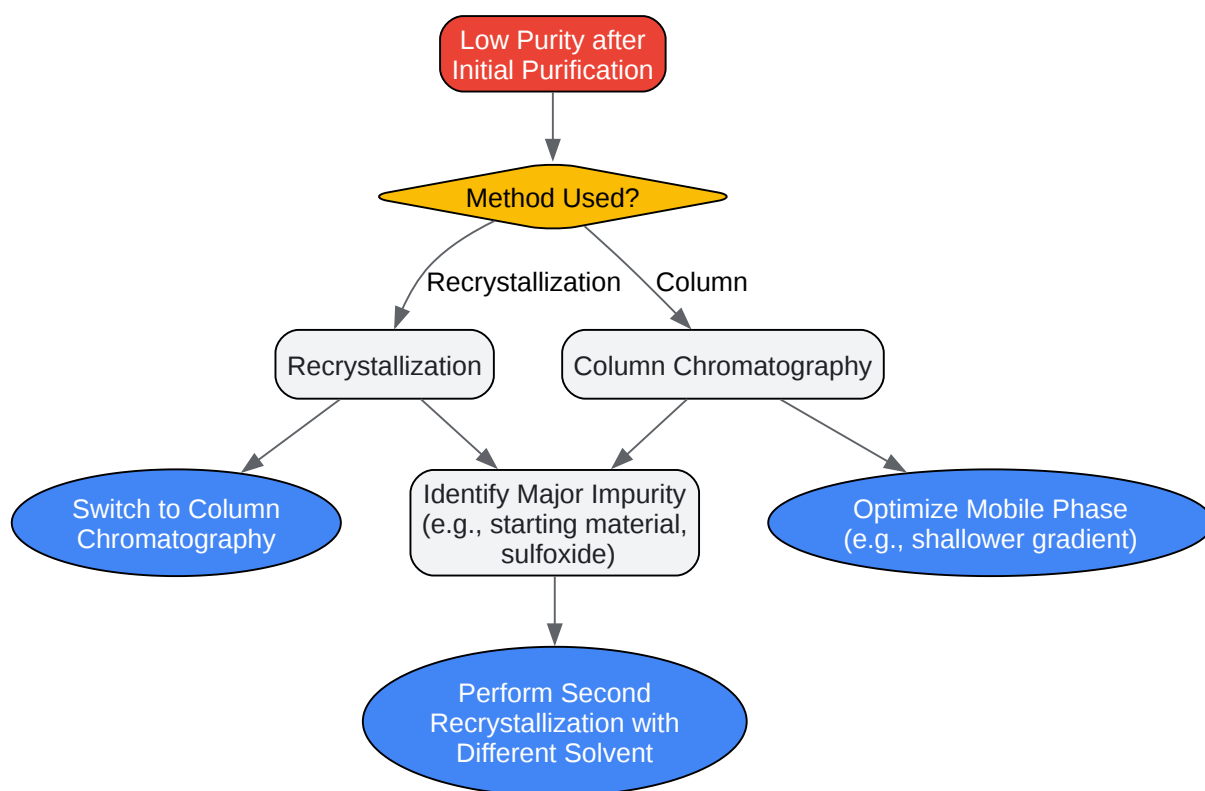 Low Purity after
Initial Purification
Method Used?
Recrystallization
Column
Recrystallization
Column Chromatography
Switch to Column
Chromatography
Identify Major Impurity
(e.g., starting material,
sulfoxide)
Optimize Mobile Phase
(e.g., shallower gradient)
Perform Second
Recrystallization with
Different Solvent